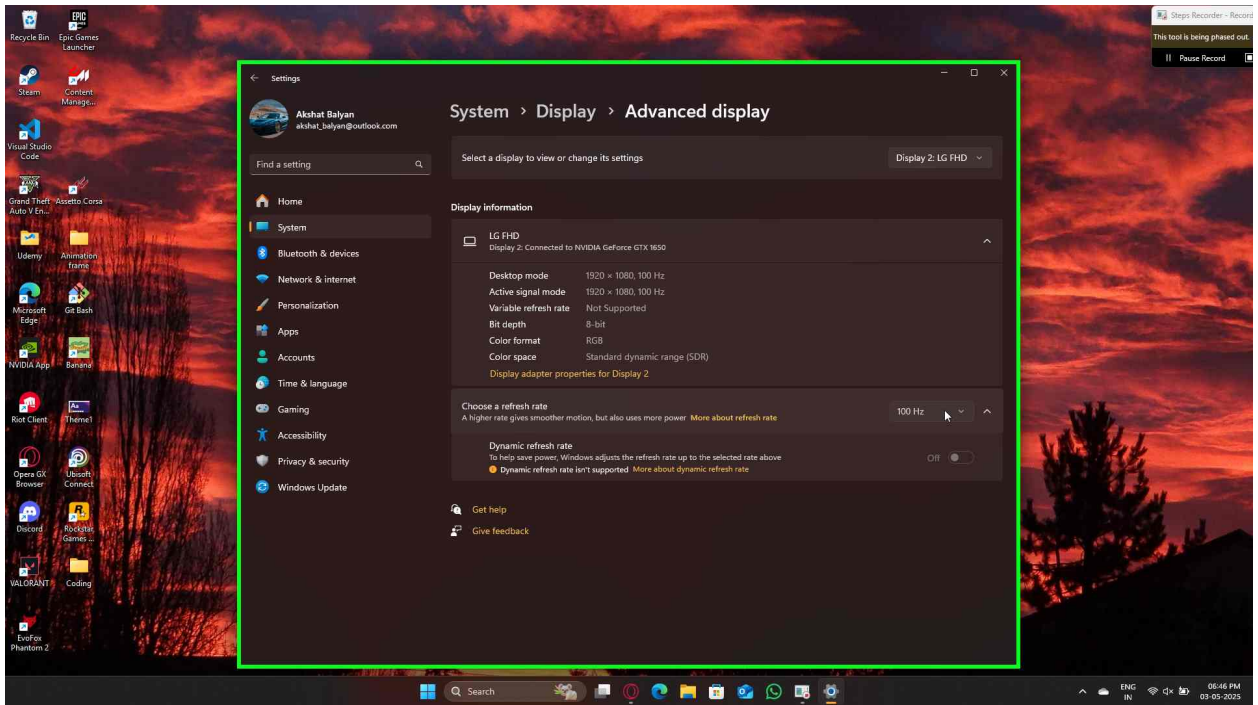 Recycle Bin
Epic Games
Launcher
Steam
Content
Manage...
Visual Studio
Code
Grand Theft
Auto V En...
Assetto Corsa
Udemy
Animation
frame
Microsoft
Edge
Git Bash
NVIDIA App
Banana
Riot Client
Theme1
Opera GX
Browser
Ubisoft
Connect
Discord
Rockstar
Games ...
VALORANT
Coding
EvoFox
Phantom 2
Steps Recorder - Record
This tool is being phased out.
Pause Record
Settings
Akshat Balyan
akshat_balyan@outlook.com
Find a setting
Home
System
Bluetooth & devices
Network & internet
Personalization
Apps
Accounts
Time & language
Gaming
Accessibility
Privacy & security
Windows Update
System > Display > Advanced display
Select a display to view or change its settings
Display 2: LG FHD
Display information
LG FHD
Display 2: Connected to NVIDIA GeForce GTX 1650
Desktop mode 1920 × 1080, 100 Hz
Active signal mode 1920 × 1080, 100 Hz
Variable refresh rate Not Supported
Bit depth 8-bit
Color format RGB
Color space Standard dynamic range (SDR)
Display adapter properties for Display 2
Choose a refresh rate
A higher rate gives smoother motion, but also uses more power More about refresh rate
100 Hz
Dynamic refresh rate
To help save power, Windows adjusts the refresh rate up to the selected rate above
Dynamic refresh rate isn't supported More about dynamic refresh rate
Off
Get help
Give feedback
Search
ENG
IN
06:46 PM
03-05-2025